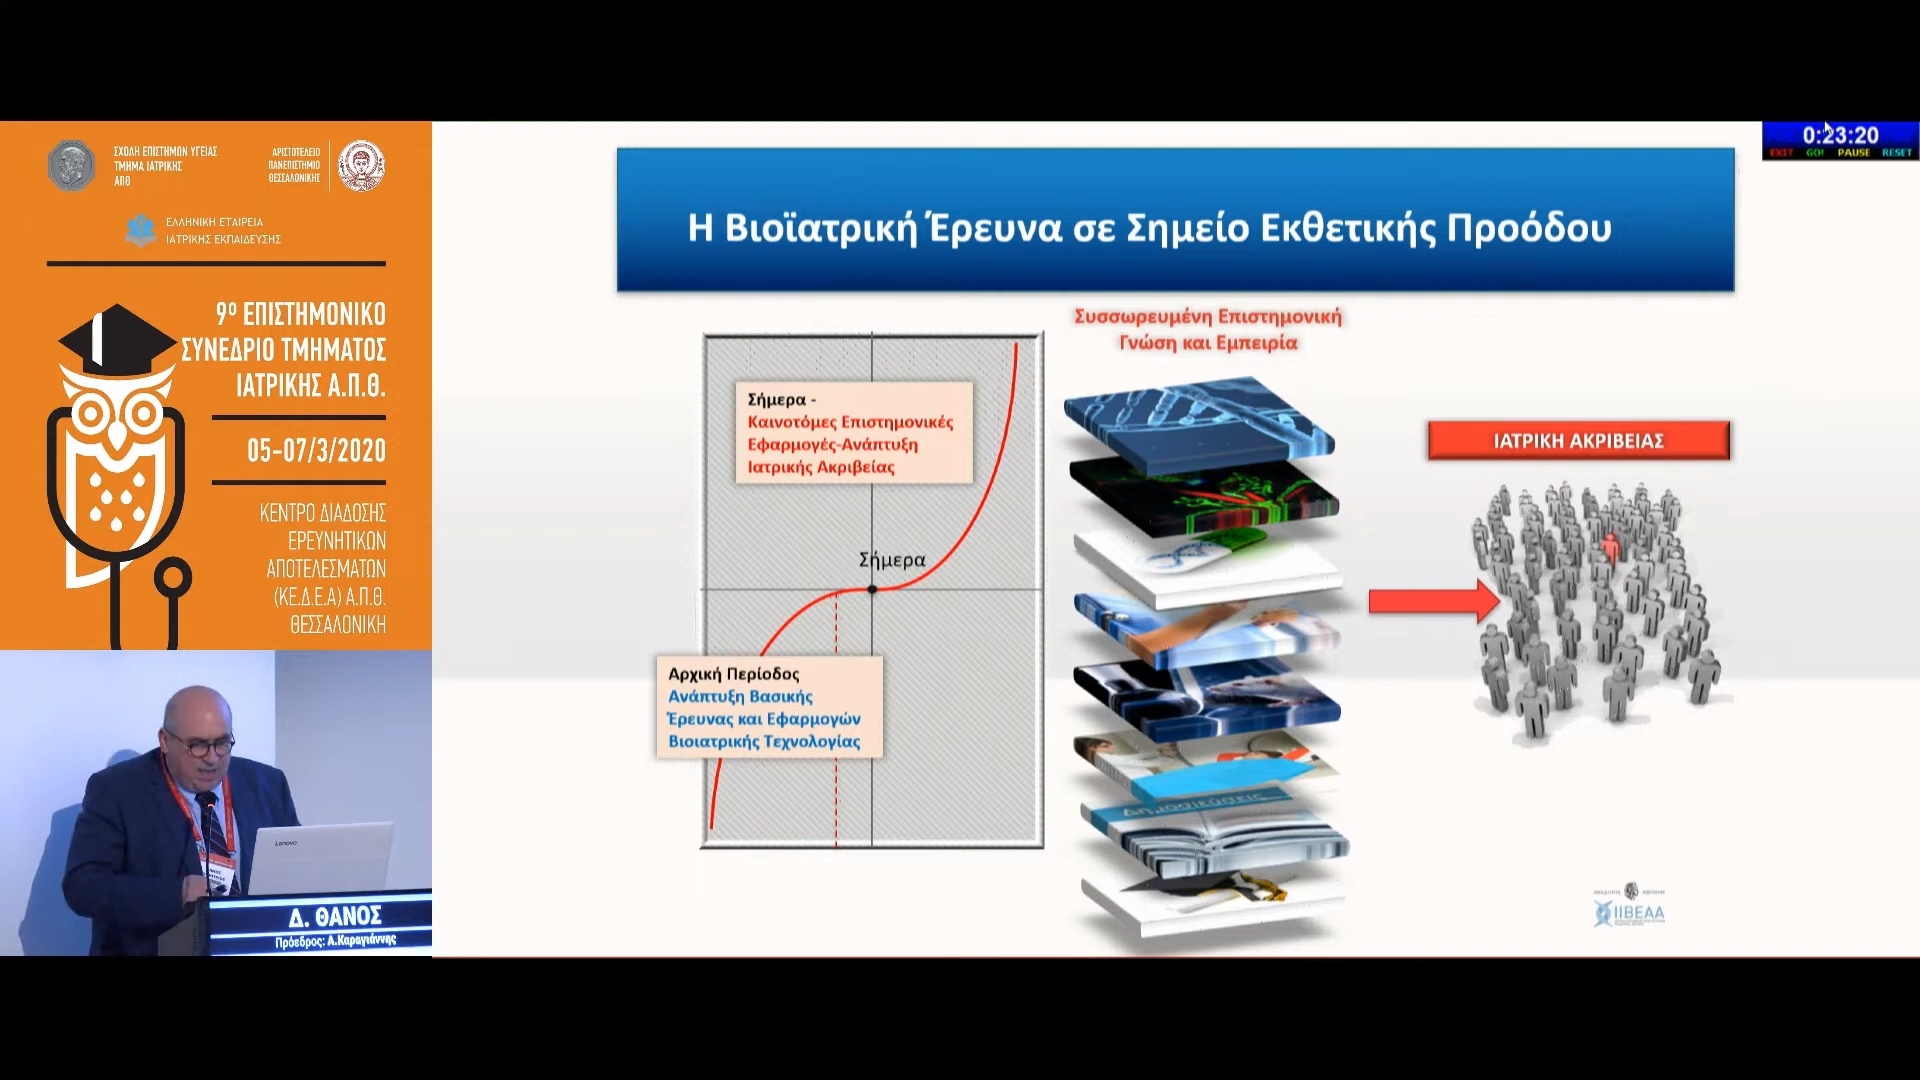 ΣΧΟΛΗ ΕΠΙΣΤΗΜΩΝ ΥΓΕΙΑΣ
ΤΜΗΜΑ ΙΑΤΡΙΚΗΣ
ΑΠΘ
ΑΡΙΣΤΟΤΕΛΕΙΟ
ΠΑΝΕΠΙΣΤΗΜΙΟ
ΘΕΣΣΑΛΟΝΙΚΗΣ
ΕΛΛΗΝΙΚΗ ΕΤΑΙΡΕΙΑ
ΙΑΤΡΙΚΗΣ ΕΚΠΑΙΔΕΥΣΗΣ
9ο ΕΠΙΣΤΗΜΟΝΙΚΟ
ΣΥΝΕΔΡΙΟ ΤΜΗΜΑΤΟΣ
ΙΑΤΡΙΚΗΣ Α.Π.Θ.
05-07/3/2020
ΚΕΝΤΡΟ ΔΙΑΔΟΣΗΣ
ΕΡΕΥΝΗΤΙΚΩΝ
ΑΠΟΤΕΛΕΣΜΑΤΩΝ
(ΚΕ.Δ.Ε.Α) Α.Π.Θ.
ΘΕΣΣΑΛΟΝΙΚΗ
Lenovo
Δ. ΘΑΝΟΣ
Πρόεδρος: Α.Καραγιάννης
0:23:20
EXIT GO! PAUSE RESET
Η Βιοϊατρική Έρευνα σε Σημείο Εκθετικής Προόδου
Σήμερα -
Καινοτόμες Επιστημονικές
Εφαρμογές-Ανάπτυξη
Ιατρικής Ακριβείας
Σήμερα
Αρχική Περίοδος
Ανάπτυξη Βασικής
Έρευνας και Εφαρμογών
Βιοιατρικής Τεχνολογίας
Συσσωρευμένη Επιστημονική
Γνώση και Εμπειρία
Δημοσιεύσεις
ΙΑΤΡΙΚΗ ΑΚΡΙΒΕΙΑΣ
ΙΙΒΕΑΑ